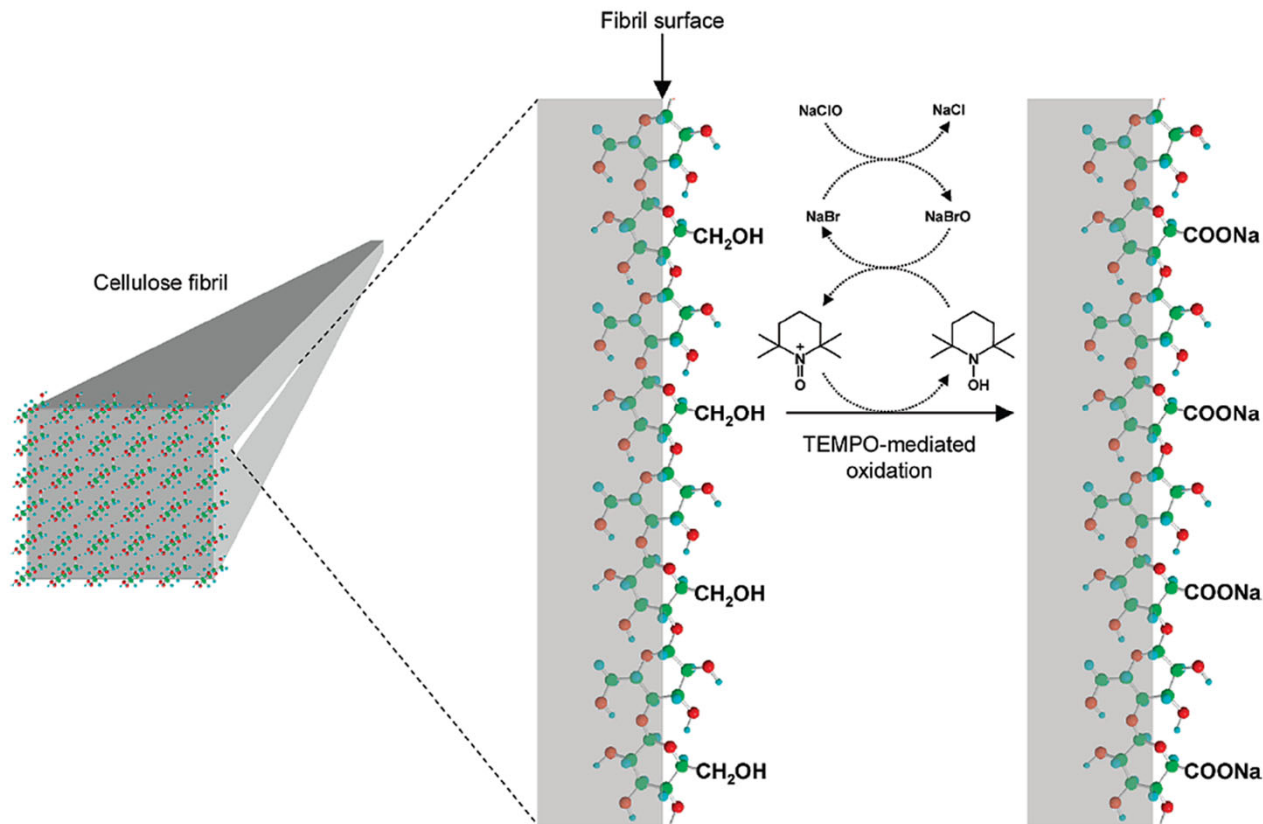 Fibril surface
Cellulose fibril
NaClO
NaCl
NaBr
NaBrO
N
+
O
N
OH
TEMPO-mediated
oxidation
CH₂OH
CH₂OH
CH₂OH
CH₂OH
COONa
COONa
COONa
COONa